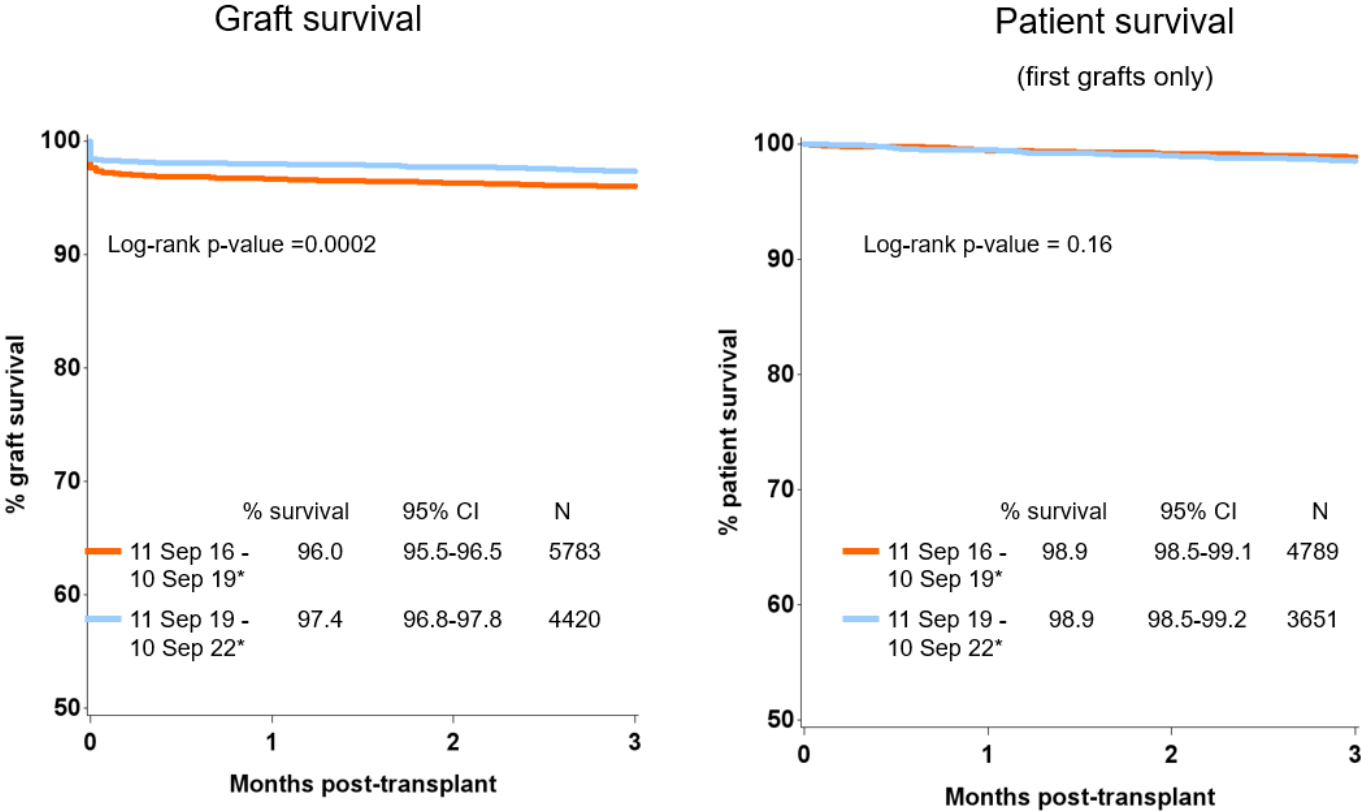 Graft survival
100
90
80
70
60
50
% graft survival
Log-rank p-value =0.0002
% survival 95% CI N
11 Sep 16 - 96.0 95.5-96.5 5783
10 Sep 19*
11 Sep 19 - 97.4 96.8-97.8 4420
10 Sep 22*
0 1 2 3
Months post-transplant
Patient survival
(first grafts only)
100
90
80
70
60
50
% patient survival
Log-rank p-value = 0.16
% survival 95% CI N
11 Sep 16 - 98.9 98.5-99.1 4789
10 Sep 19*
11 Sep 19 - 98.9 98.5-99.2 3651
10 Sep 22*
0 1 2 3
Months post-transplant